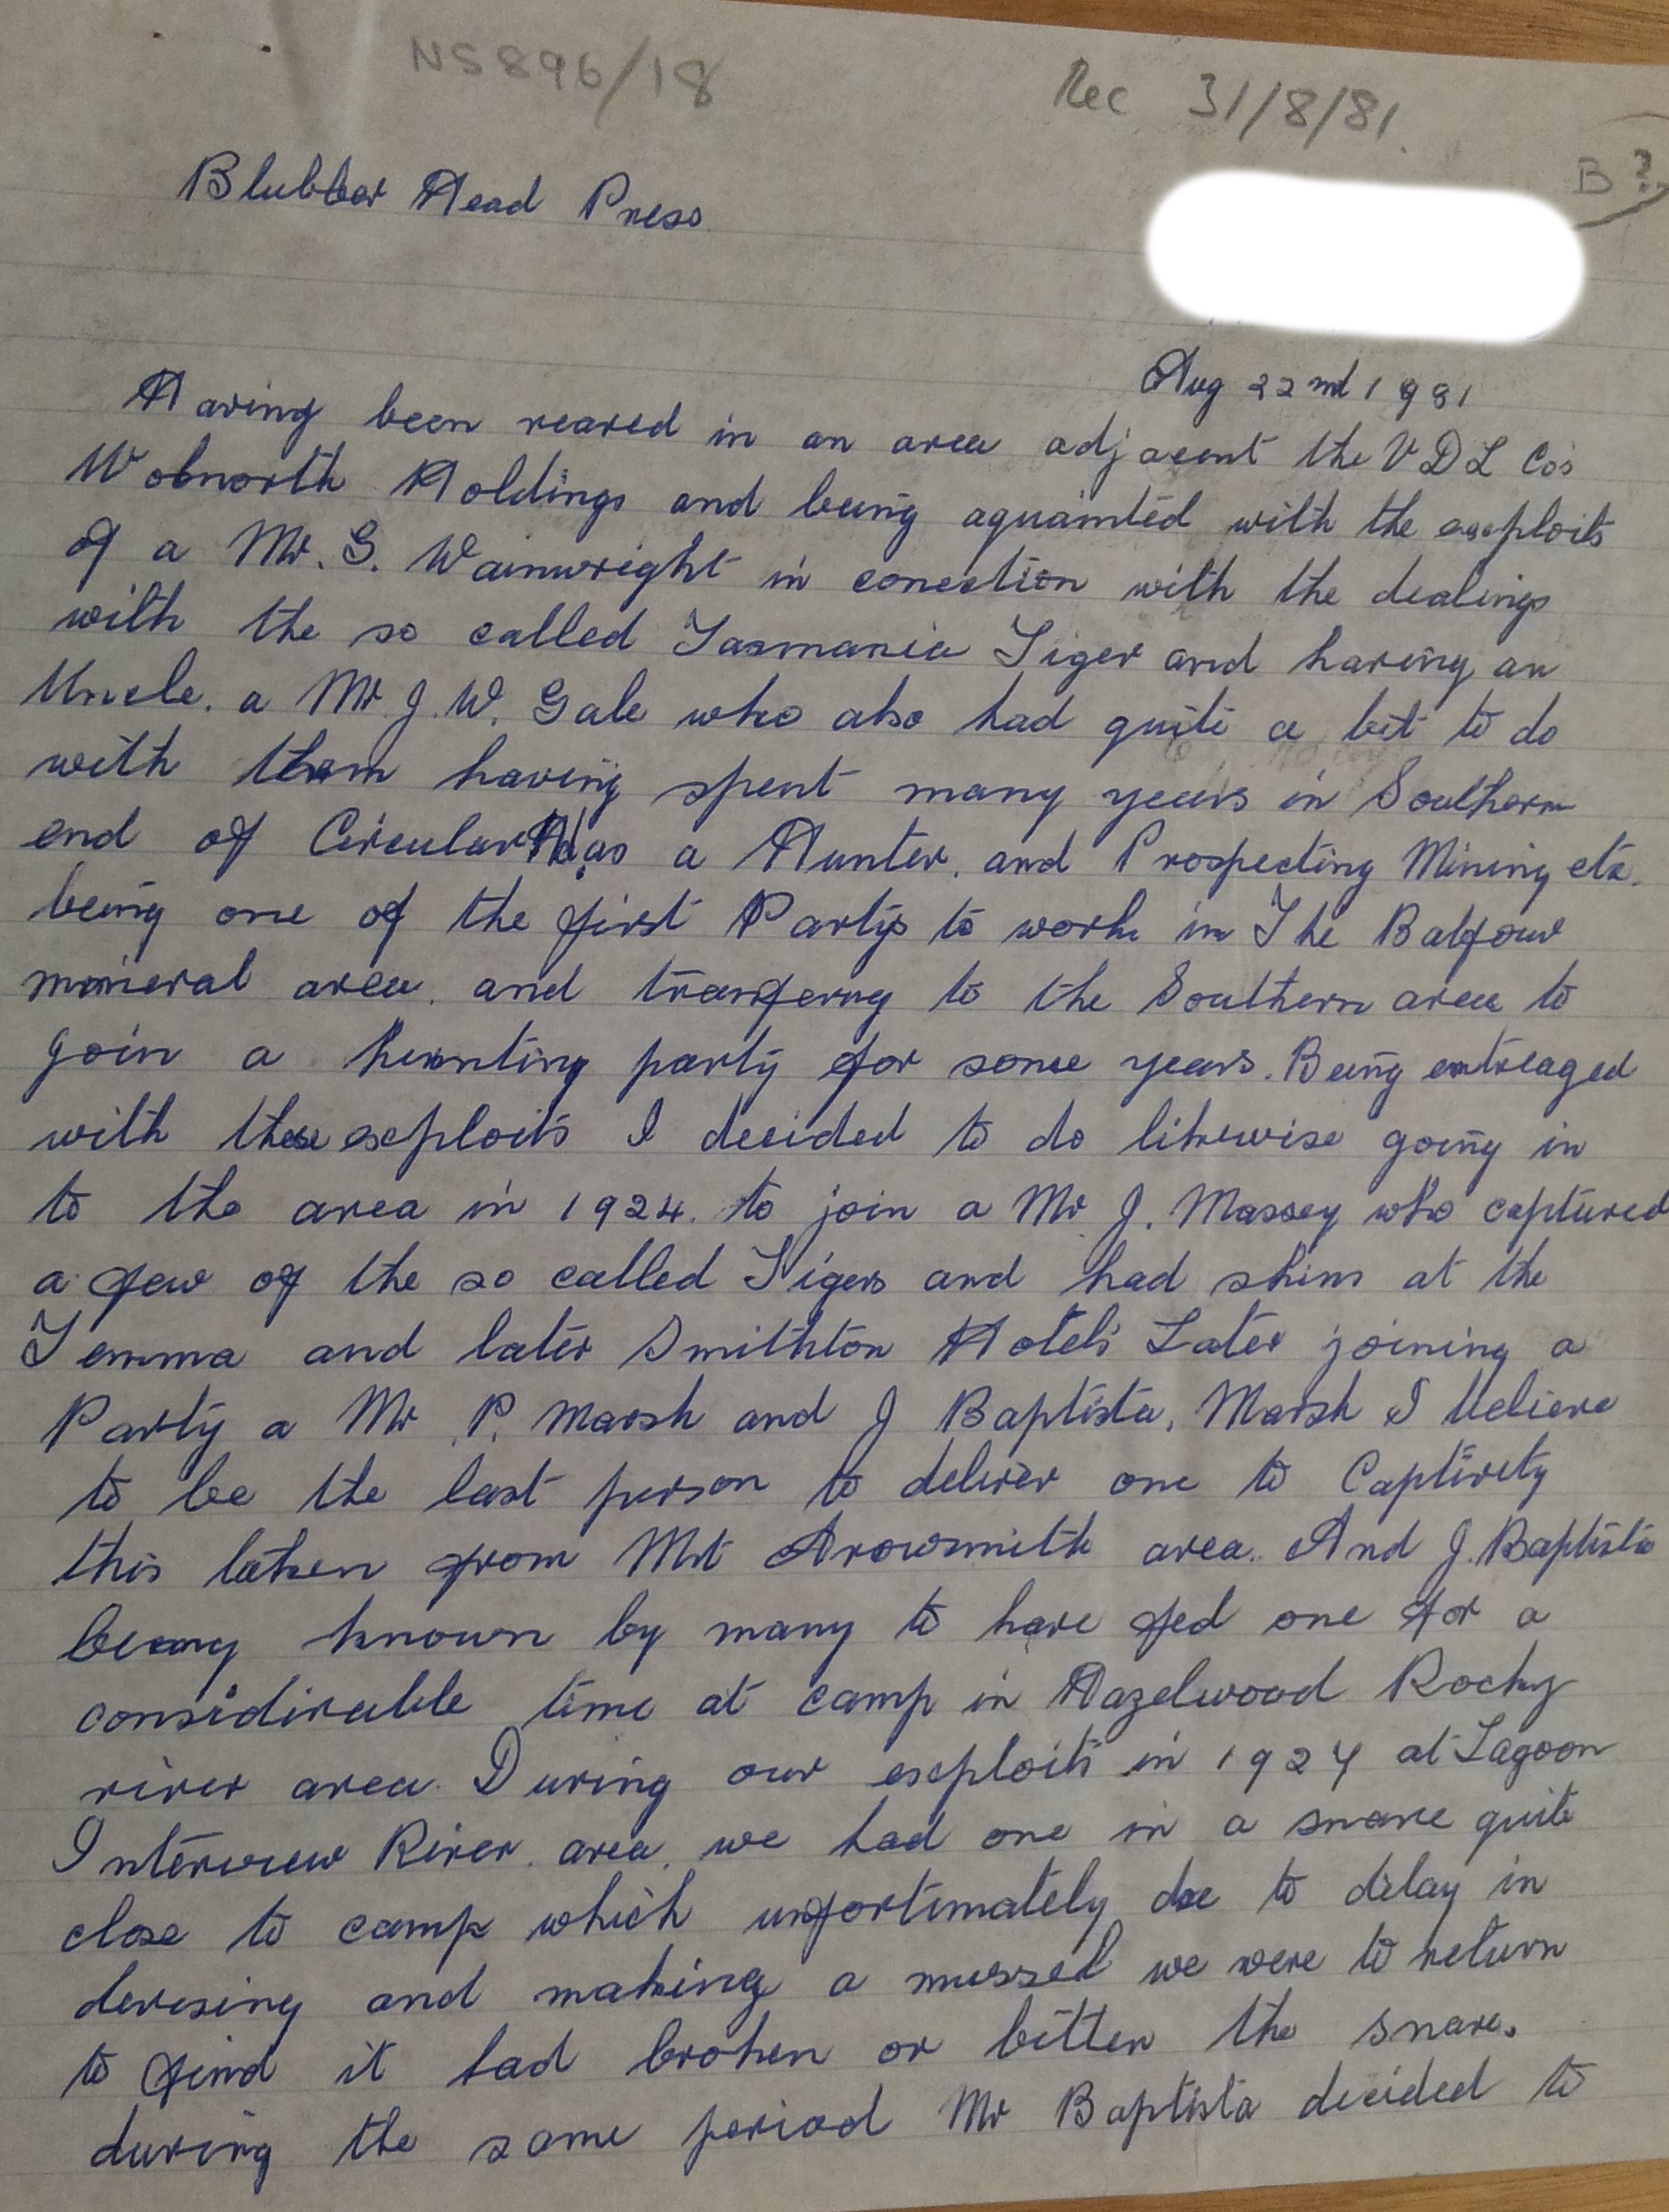 NS896/18
Rec 31/8/81.
B?
Blubber Head Press
Aug 22nd 1981
Having been reared in an area adjacent the VDL Co's
Wolnorth Holdings and being aquainted with the exploits
of a Mr. G. Wainwright in conection with the dealings
with the so called Tasmania Tiger and having an
Uncle. a Mr J. W. Gale who also had quite a bit to do
with them having spent many years in Southern
end of Circular Hd. as a Hunter. and Prospecting Mining etc.
being one of the first Partys to work in The Balfour
mineral area. and tranfering to the Southern area to
join a hunting party for some years. Being
with these exploits I decided to do likewise going in
to the area in 1924. to join a Mr J. Massey who captured
a few of the so called Tigers and had skins at the
Temma and later Smithton Hotels Later joining a
Party a Mr P. Marsh and J Baptista. Marsh I believe
to be the last person to deliver one to Captivity
this taken from Mt Arowsmith area. And J. Baptista
being known by many to have fed one for a
considirable time at camp in Hazelwood Rocky
river area. During our exploits in 1924 at Lagoon
Interview River. area. we had one in a snare quite
close to camp which unfortunately due to delay in
devising and making a mussel we were to return
to find it had broken or bitten the snare.
during the same period Mr Baptista decided to